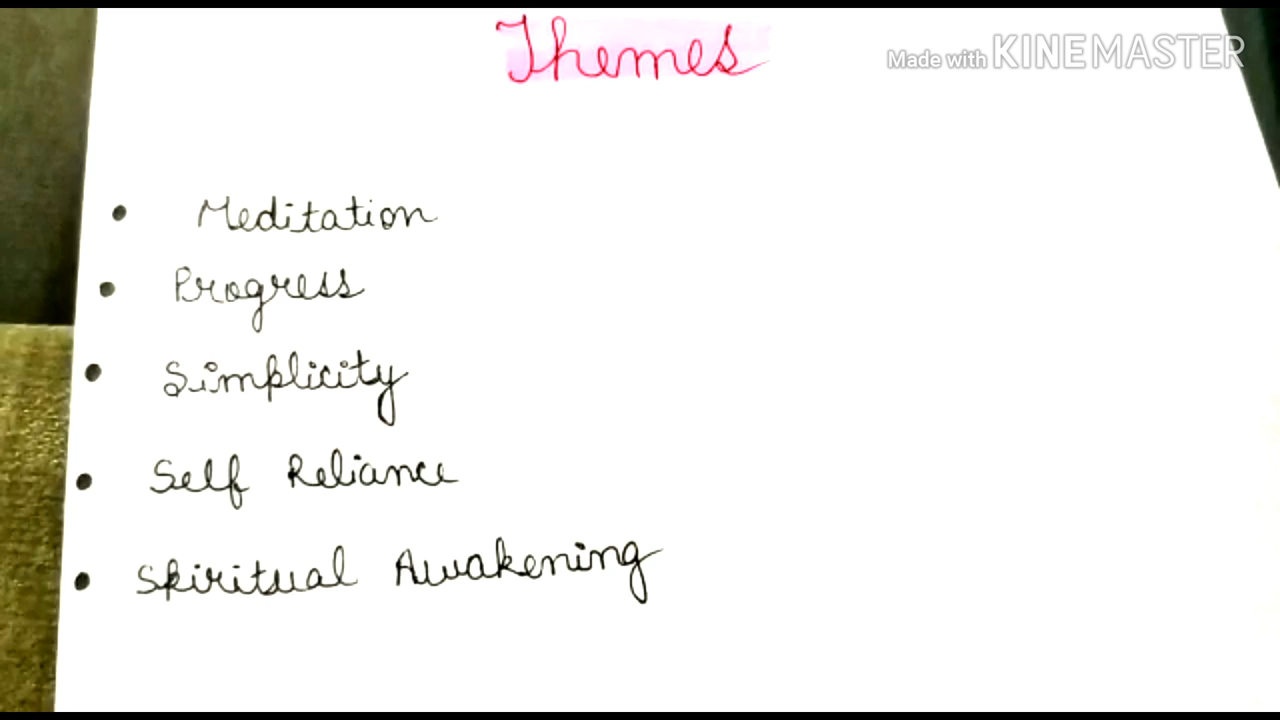 Themes
Made with KINEMASTER
• Meditation
• Progress
• Simplicity
• Self Reliance
• Spiritual Awakening